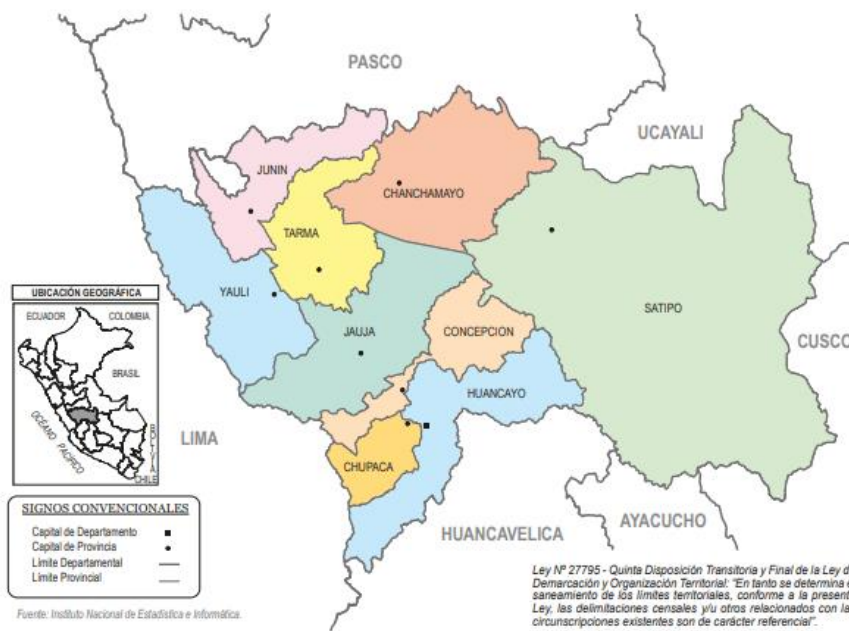 PASCO
UCAYALI
JUNIN
CHANCHAMAYO
TARMA
YAULI
SATIPO
JAUJA
CONCEPCION
CUSCO
HUANCAYO
LIMA
CHUPACA
HUANCAVELICA
AYACUCHO
UBICACIÓN GEOGRÁFICA
ECUADOR
COLOMBIA
BRASIL
OCÉANO PACÍFICO
BOLIVIA
CHILE
SIGNOS CONVENCIONALES
Capital de Departamento
Capital de Provincia
Límite Departamental
Límite Provincial
Fuente: Instituto Nacional de Estadística e Informática.
Ley Nº 27795 - Quinta Disposición Transitoria y Final de la Ley d
Demarcación y Organización Territorial: "En tanto se determina e
saneamiento de los límites territoriales, conforme a la present
Ley, las delimitaciones censales y/u otros relacionados con la
circunscripciones existentes son de carácter referencial".